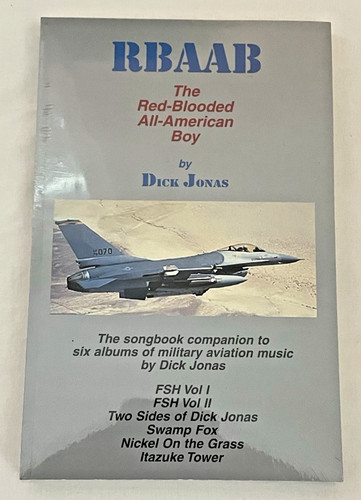 RBAAB
The
Red-Blooded
All-American
Boy
by
DICK JONAS
070
The songbook companion to
six albums of military aviation music
by Dick Jonas
FSH Vol I
FSH Vol II
Two Sides of Dick Jonas
Swamp Fox
Nickel On the Grass
Itazuke Tower